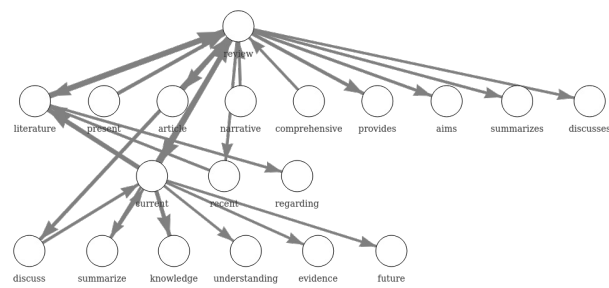 review
literature present article narrative comprehensive provides aims summarizes discusses
current recent regarding
discuss summarize knowledge understanding evidence future